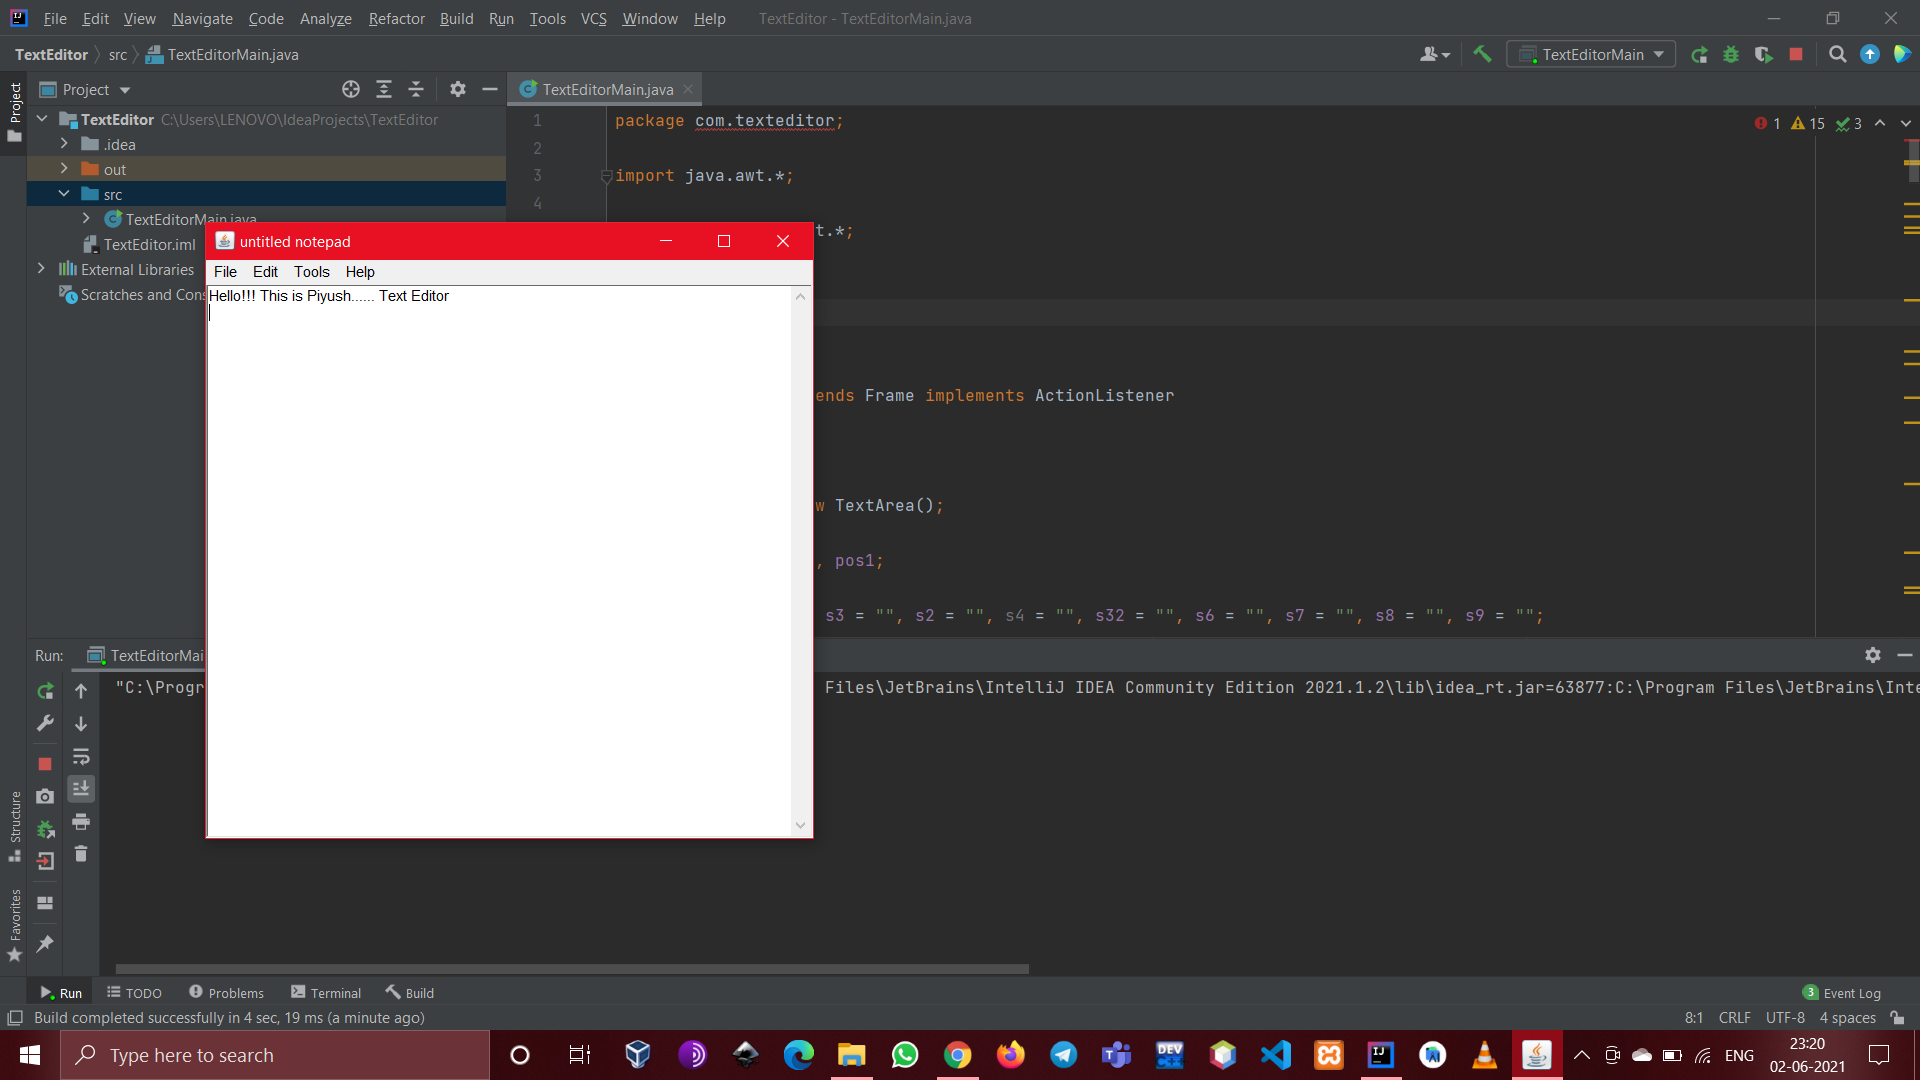 File Edit View Navigate Code Analyze Refactor Build Run Tools VCS Window Help TextEditor - TextEditorMain.java
TextEditor src TextEditorMain.java TextEditorMain
Project
Project
TextEditorMain.java
TextEditor C:\Users\LENOVO\IdeaProjects\TextEditor
.idea
out
src
TextEditorMain.java
TextEditor.iml
External Libraries
Scratches and Cons
1 package com.texteditor;
1 15 3
2
3 import java.awt.*;
4
t.*;
ends Frame implements ActionListener
w TextArea();
, pos1;
s3 = "", s2 = "", s4 = "", s32 = "", s6 = "", s7 = "", s8 = "", s9 = "";
untitled notepad
File Edit Tools Help
Hello!!! This is Piyush...... Text Editor
Run: TextEditorMai
"C:\Progr Files\JetBrains\IntelliJ IDEA Community Edition 2021.1.2\lib\idea_rt.jar=63877:C:\Program Files\JetBrains\Inte
Structure
Favorites
Run TODO Problems Terminal Build 3 Event Log
Build completed successfully in 4 sec, 19 ms (a minute ago) 8:1 CRLF UTF-8 4 spaces
Type here to search DEV C++ IJ ENG 23:20
02-06-2021